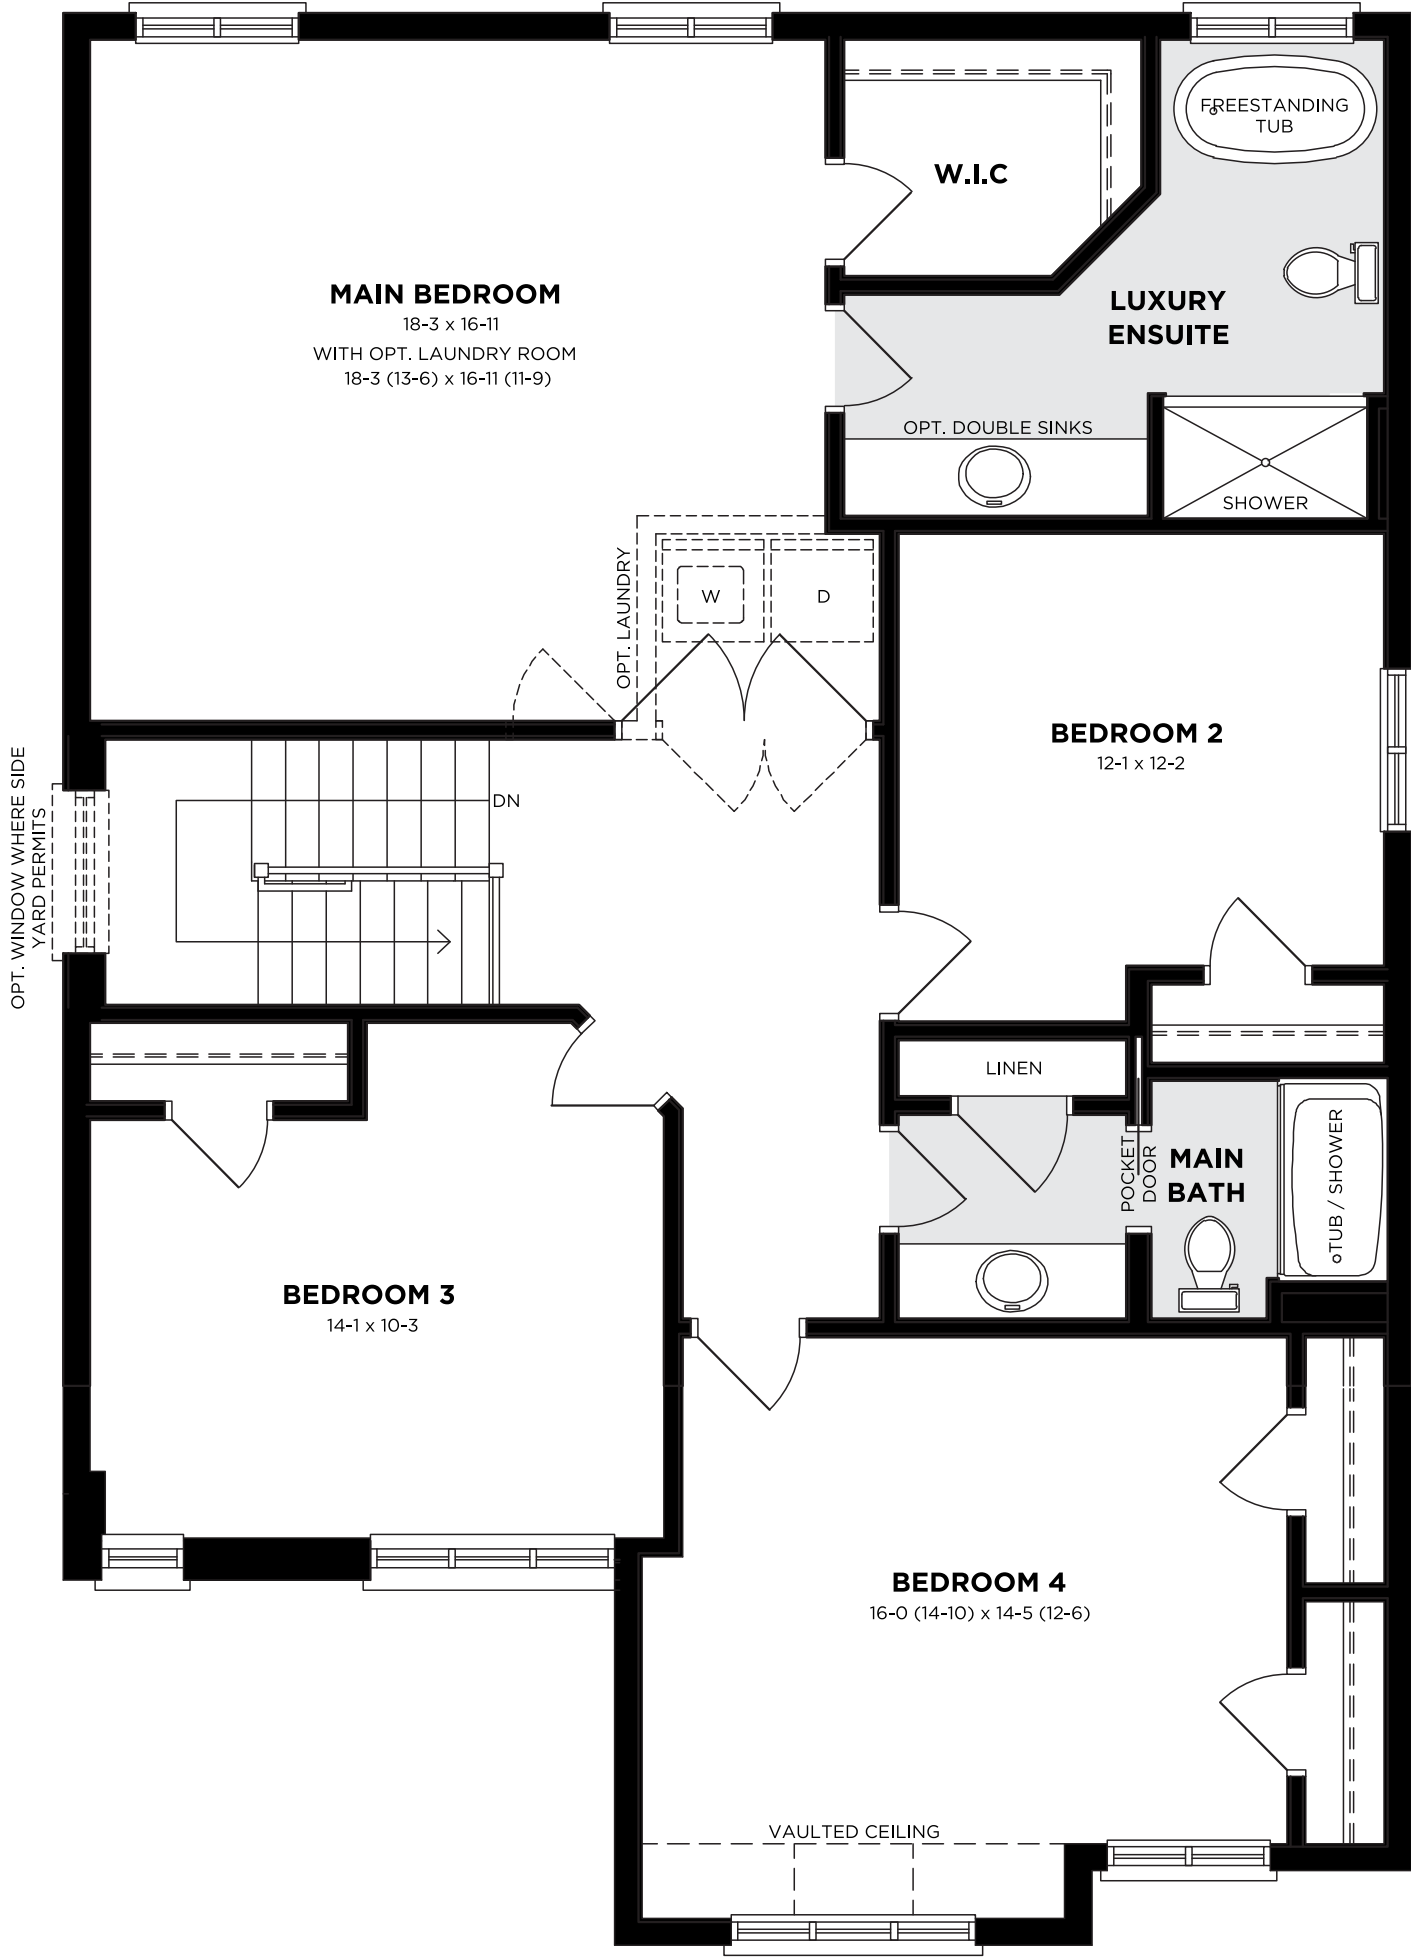 FREESTANDING
TUB
W.I.C
MAIN BEDROOM
18-3 x 16-11
WITH OPT. LAUNDRY ROOM
18-3 (13-6) x 16-11 (11-9)
LUXURY
ENSUITE
OPT. DOUBLE SINKS
SHOWER
OPT. LAUNDRY
W
D
BEDROOM 2
12-1 x 12-2
OPT. WINDOW WHERE SIDE
YARD PERMITS
DN
LINEN
POCKET
DOOR
MAIN
BATH
TUB / SHOWER
BEDROOM 3
14-1 x 10-3
BEDROOM 4
16-0 (14-10) x 14-5 (12-6)
VAULTED CEILING